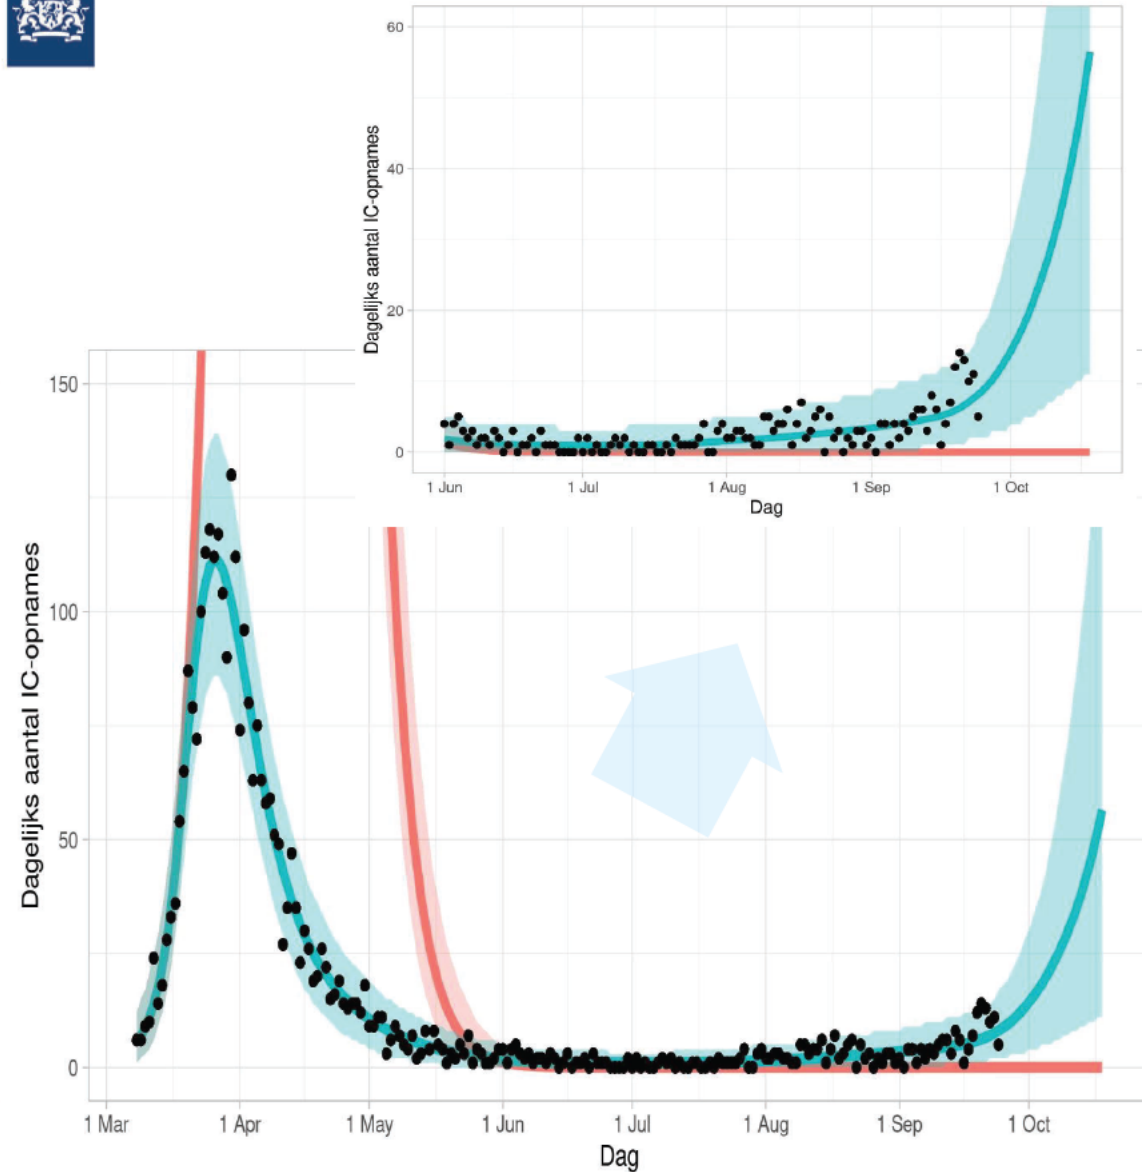 60
40
20
0
Dagelijks aantal IC-opnames
1 Jun
1 Jul
1 Aug
1 Sep
1 Oct
Dag
150
100
50
0
Dagelijks aantal IC-opnames
1 Mar
1 Apr
1 May
1 Jun
1 Jul
1 Aug
1 Sep
1 Oct
Dag